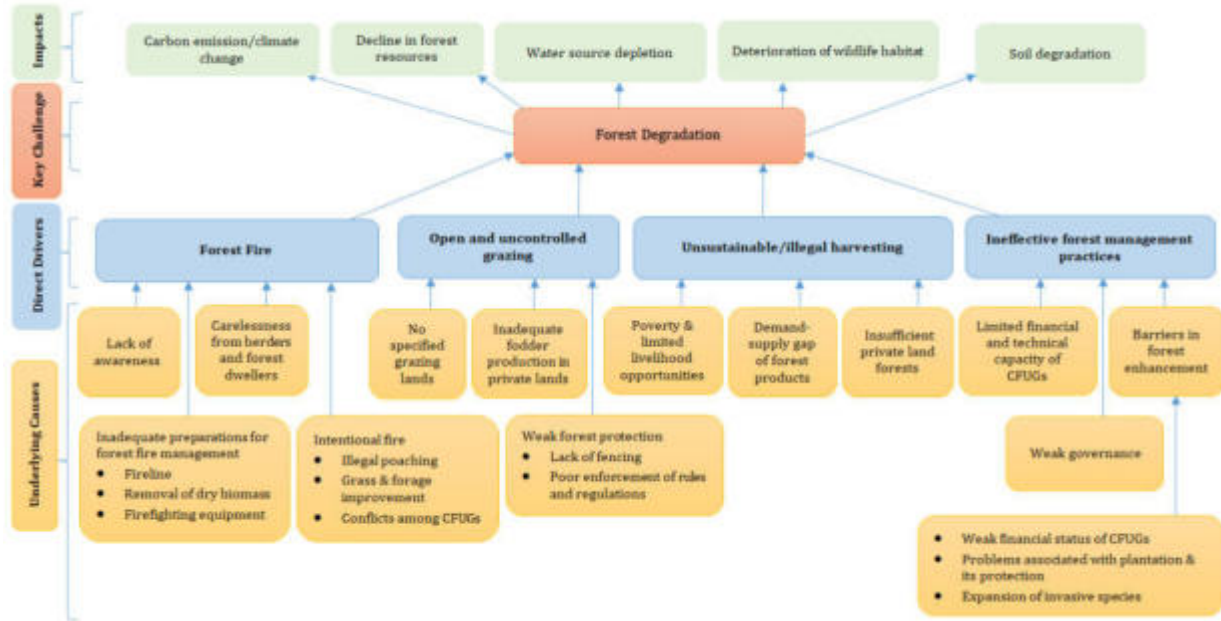 Impacts
Carbon emission/climate
change
Decline in forest
resources
Water source depletion
Deterioration of wildlife habitat
Soil degradation
Key Challenge
Forest Degradation
Direct Drivers
Forest Fire
Open and uncontrolled
grazing
Unsustainable/illegal harvesting
Ineffective forest management
practices
Underlying Causes
Lack of
awareness
Carelessness
from herders
and forest
dwellers
No
specified
grazing
lands
Inadequate
fodder
production in
private lands
Poverty &
limited
livelihood
opportunities
Demand-
supply gap
of forest
products
Insufficient
private land
forests
Limited financial
and technical
capacity of
CFUGs
Barriers in
forest
enhancement
Inadequate preparations for
forest fire management
● Fireline
● Removal of dry biomass
● Firefighting equipment
Intentional fire
● Illegal poaching
● Grass & forage
improvement
● Conflicts among CFUGs
Weak forest protection
● Lack of fencing
● Poor enforcement of rules
and regulations
Weak governance
● Weak financial status of CFUGs
● Problems associated with plantation &
its protection
● Expansion of invasive species